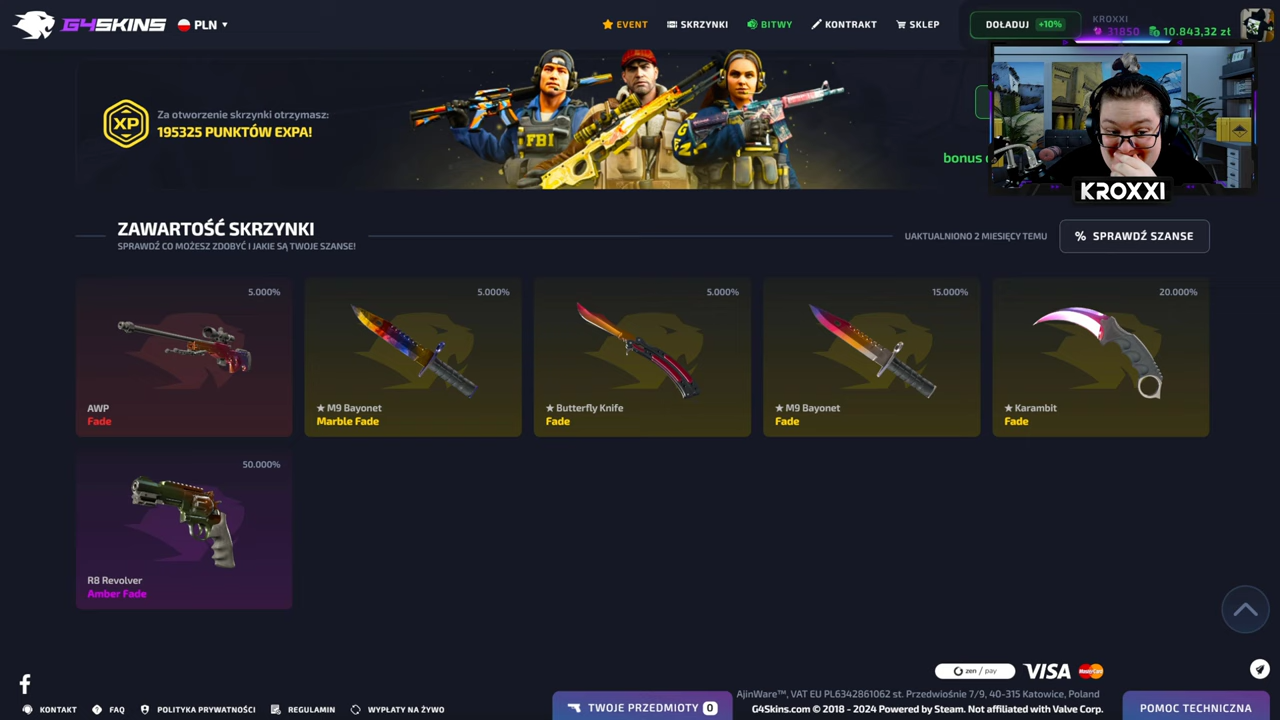 G4SKINS
PLN
EVENT
SKRZYNKI
BITWY
KONTRAKT
SKLEP
DOŁADUJ +10%
KROXXI
31850 10.843,32 zł
XP
Za otworzenie skrzynki otrzymasz:
195325 PUNKTÓW EXPA!
FBI
bonus
KROXXI
ZAWARTOŚĆ SKRZYNKI
SPRAWDŹ CO MOŻESZ ZDOBYĆ I JAKIE SĄ TWOJE SZANSE!
UAKTUALNIONO 2 MIESIĘCY TEMU
% SPRAWDŹ SZANSE
5.000%
AWP
Fade
5.000%
★ M9 Bayonet
Marble Fade
5.000%
★ Butterfly Knife
Fade
15.000%
★ M9 Bayonet
Fade
20.000%
★ Karambit
Fade
50.000%
R8 Revolver
Amber Fade
zen / pay VISA MasterCard
AjinWare™, VAT EU PL6342861062 st. Przedwiośnie 7/9, 40-315 Katowice, Poland
G4Skins.com © 2018 - 2024 Powered by Steam. Not affiliated with Valve Corp.
KONTAKT
FAQ
POLITYKA PRYWATNOŚCI
REGULAMIN
WYPŁATY NA ŻYWO
TWOJE PRZEDMIOTY 0
POMOC TECHNICZNA